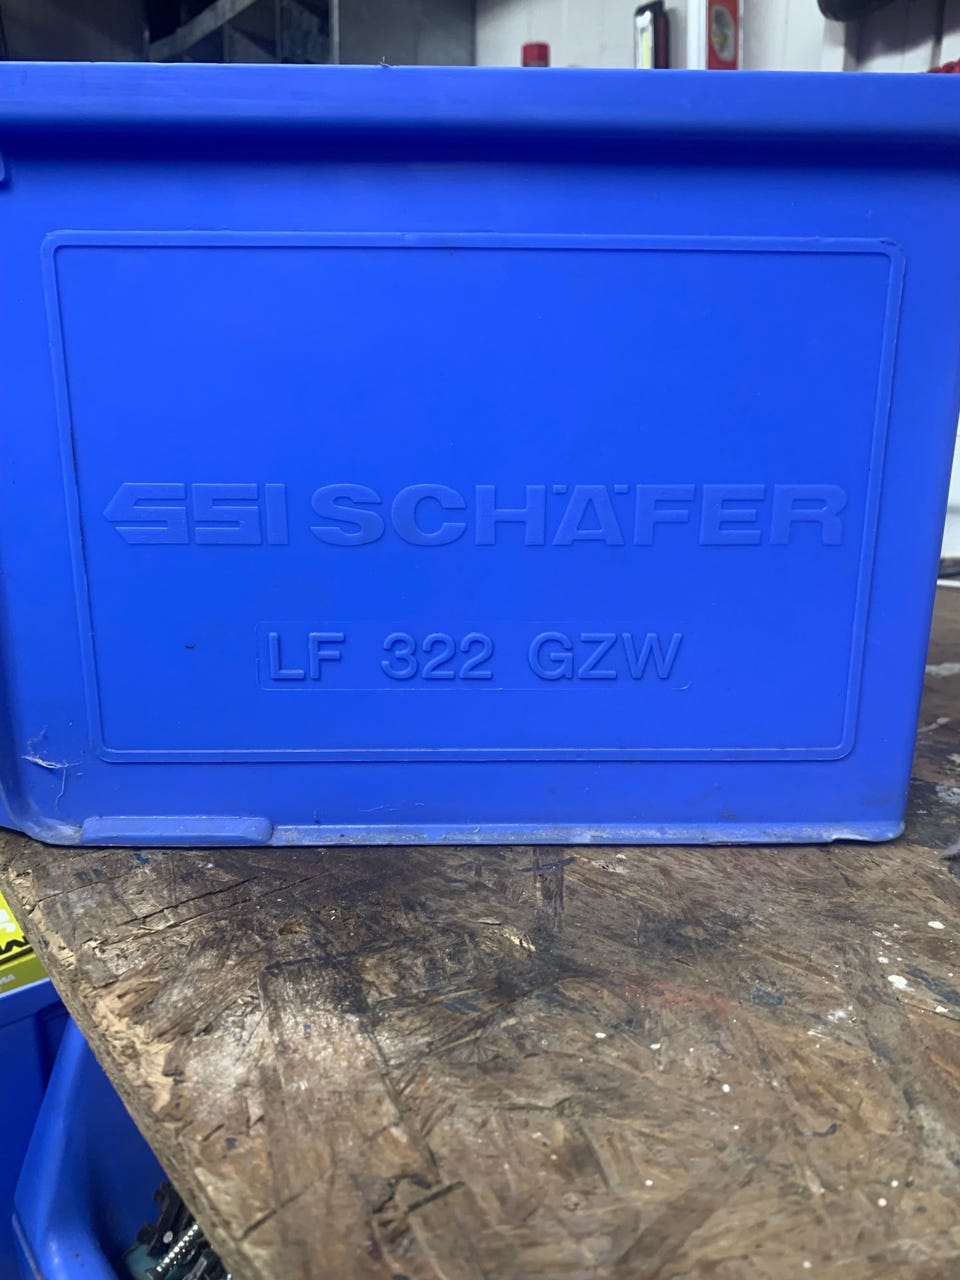 SSI SCHÄFER
LF 322 GZW